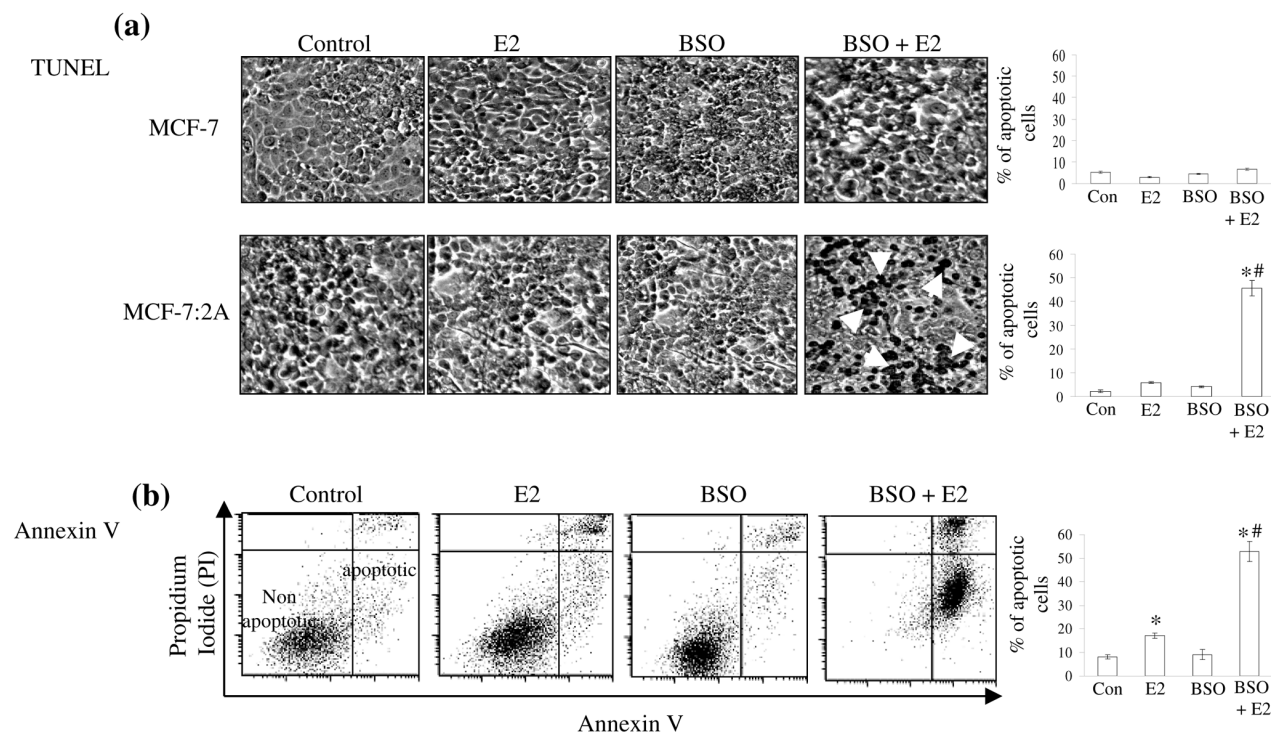 (a)
TUNEL
Control E2 BSO BSO + E2
MCF-7
% of apoptotic
cells
60
50
40
30
20
10
0
Con E2 BSO BSO
+ E2
MCF-7:2A
% of apoptotic
cells
60
50
40
30
20
10
0
*#
Con E2 BSO BSO
+ E2
(b)
Annexin V
Control E2 BSO BSO + E2
Propidium
Iodide (PI)
apoptotic
Non
apoptotic
Annexin V
% of apoptotic
cells
60
50
40
30
20
10
0
*
*#
Con E2 BSO BSO
+ E2